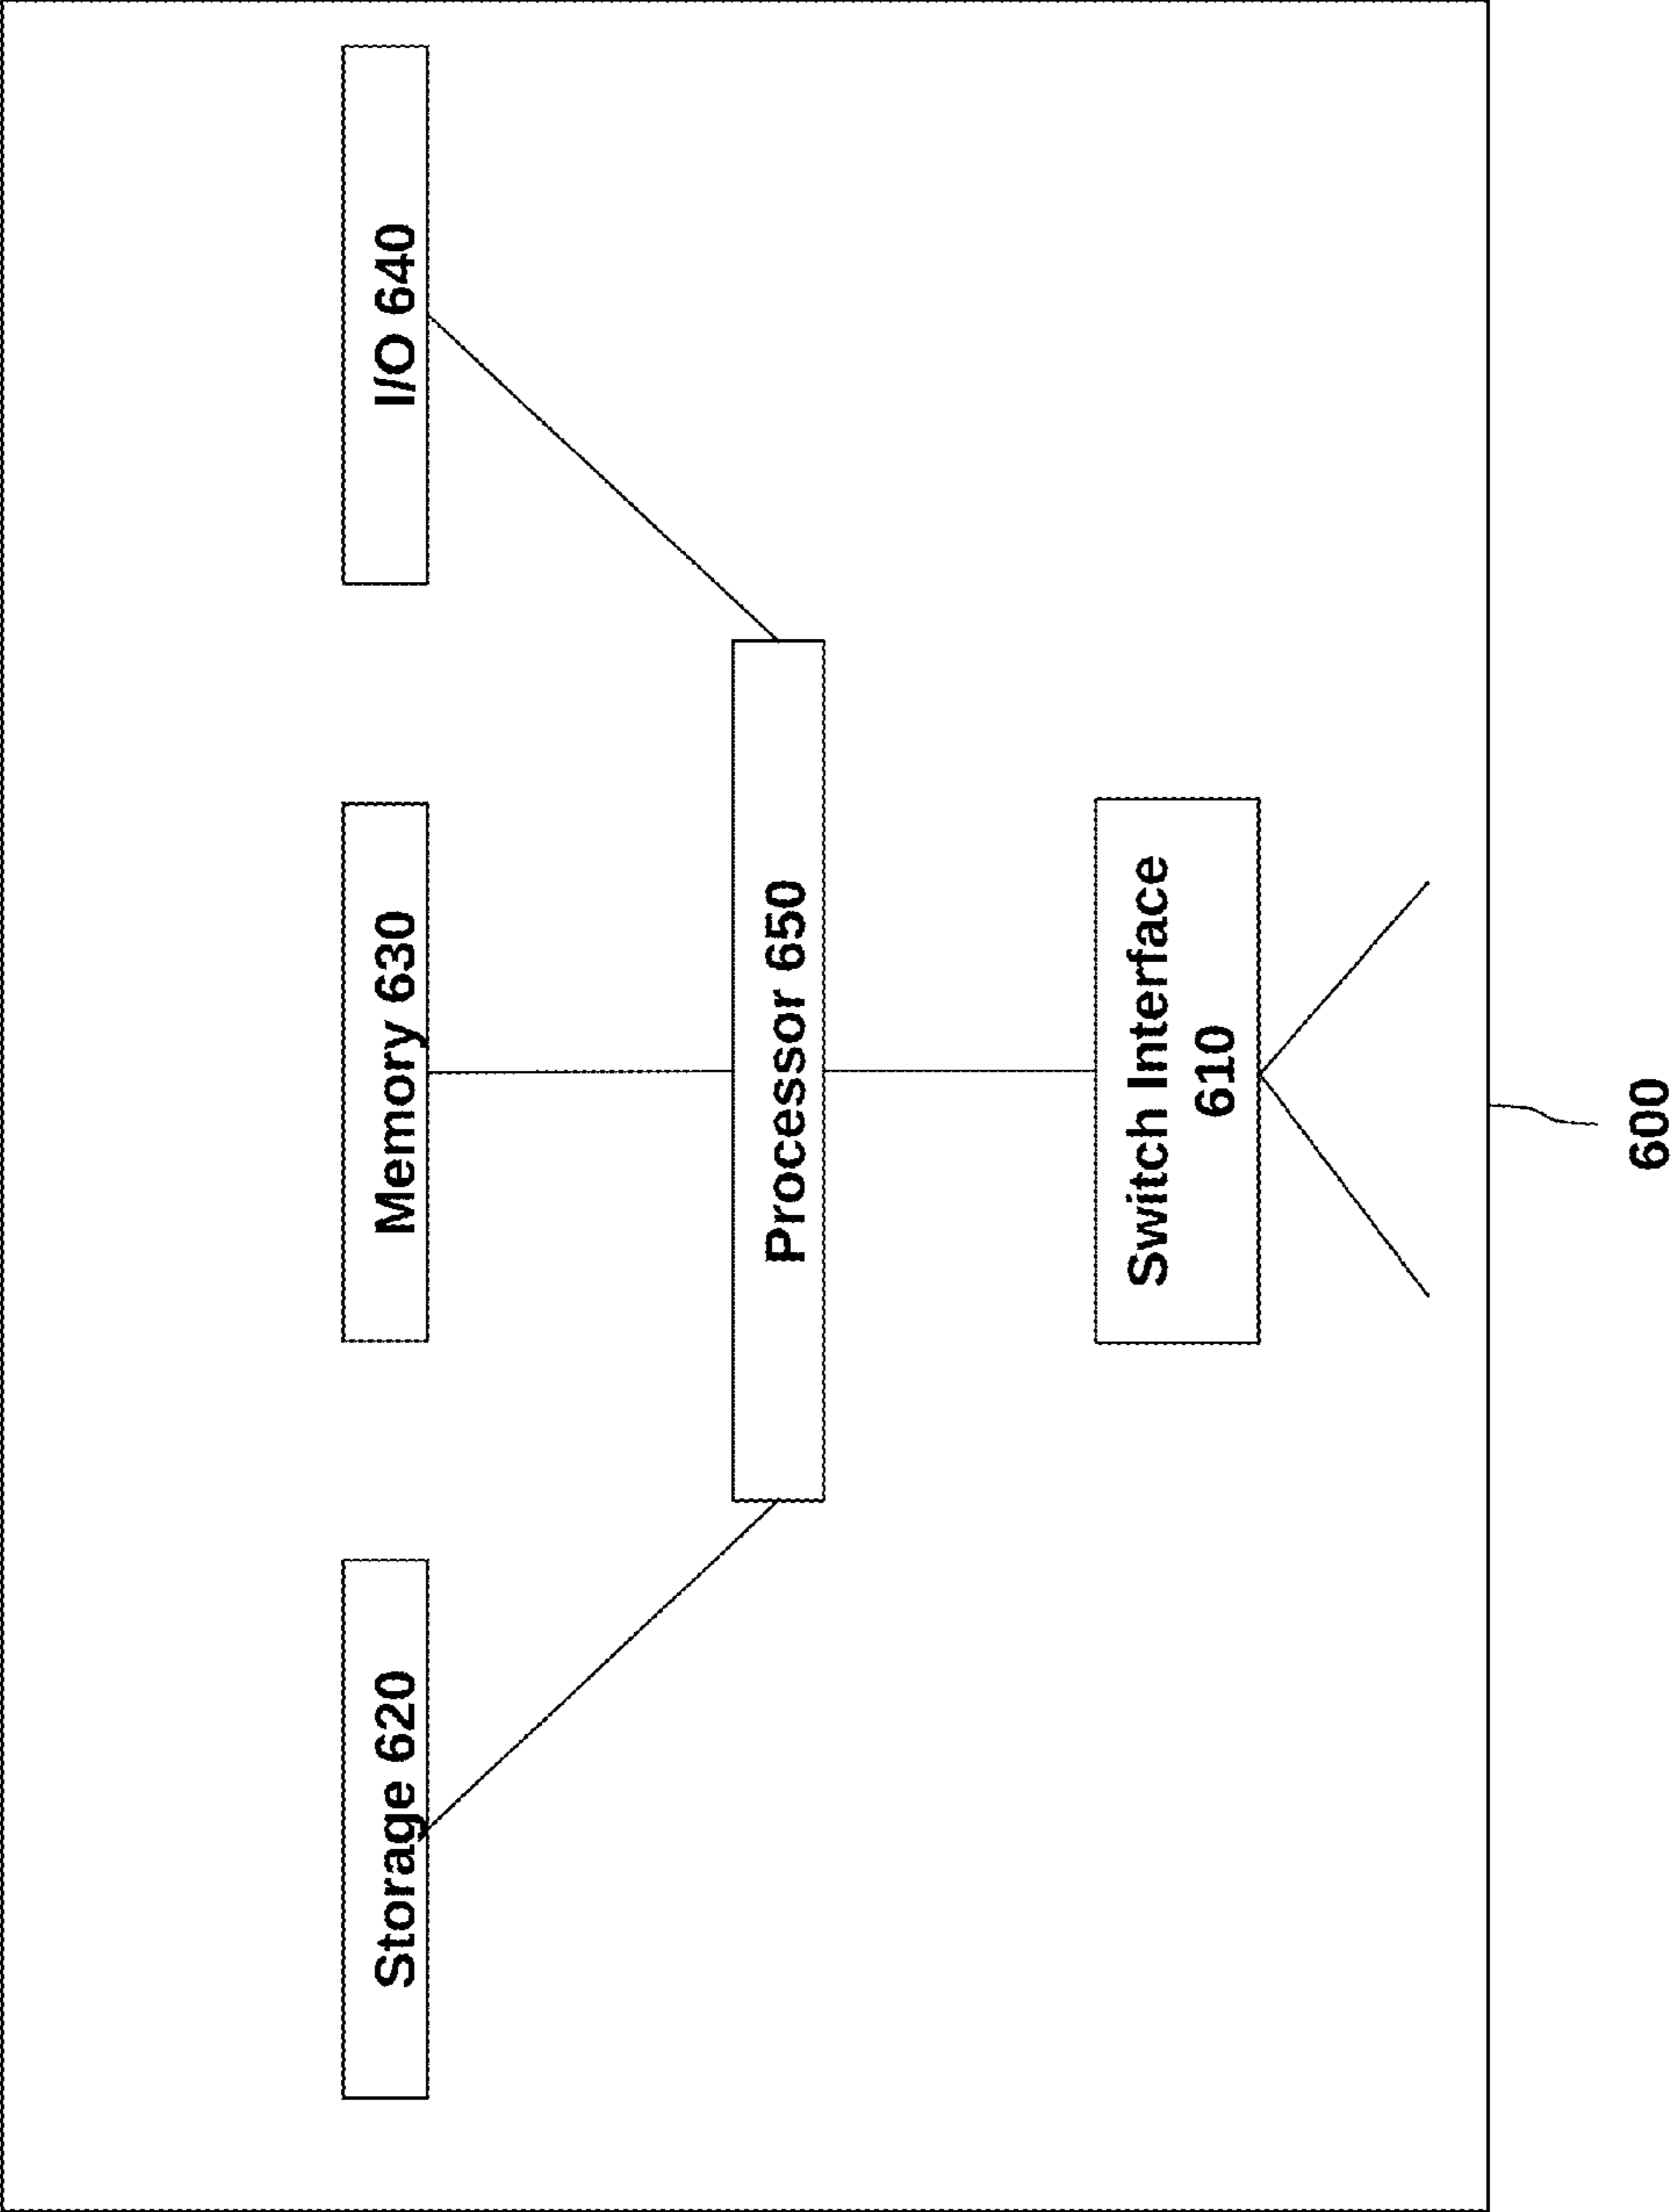 Storage 620
Memory 630
I/O 640
Processor 650
Switch Interface
610
600